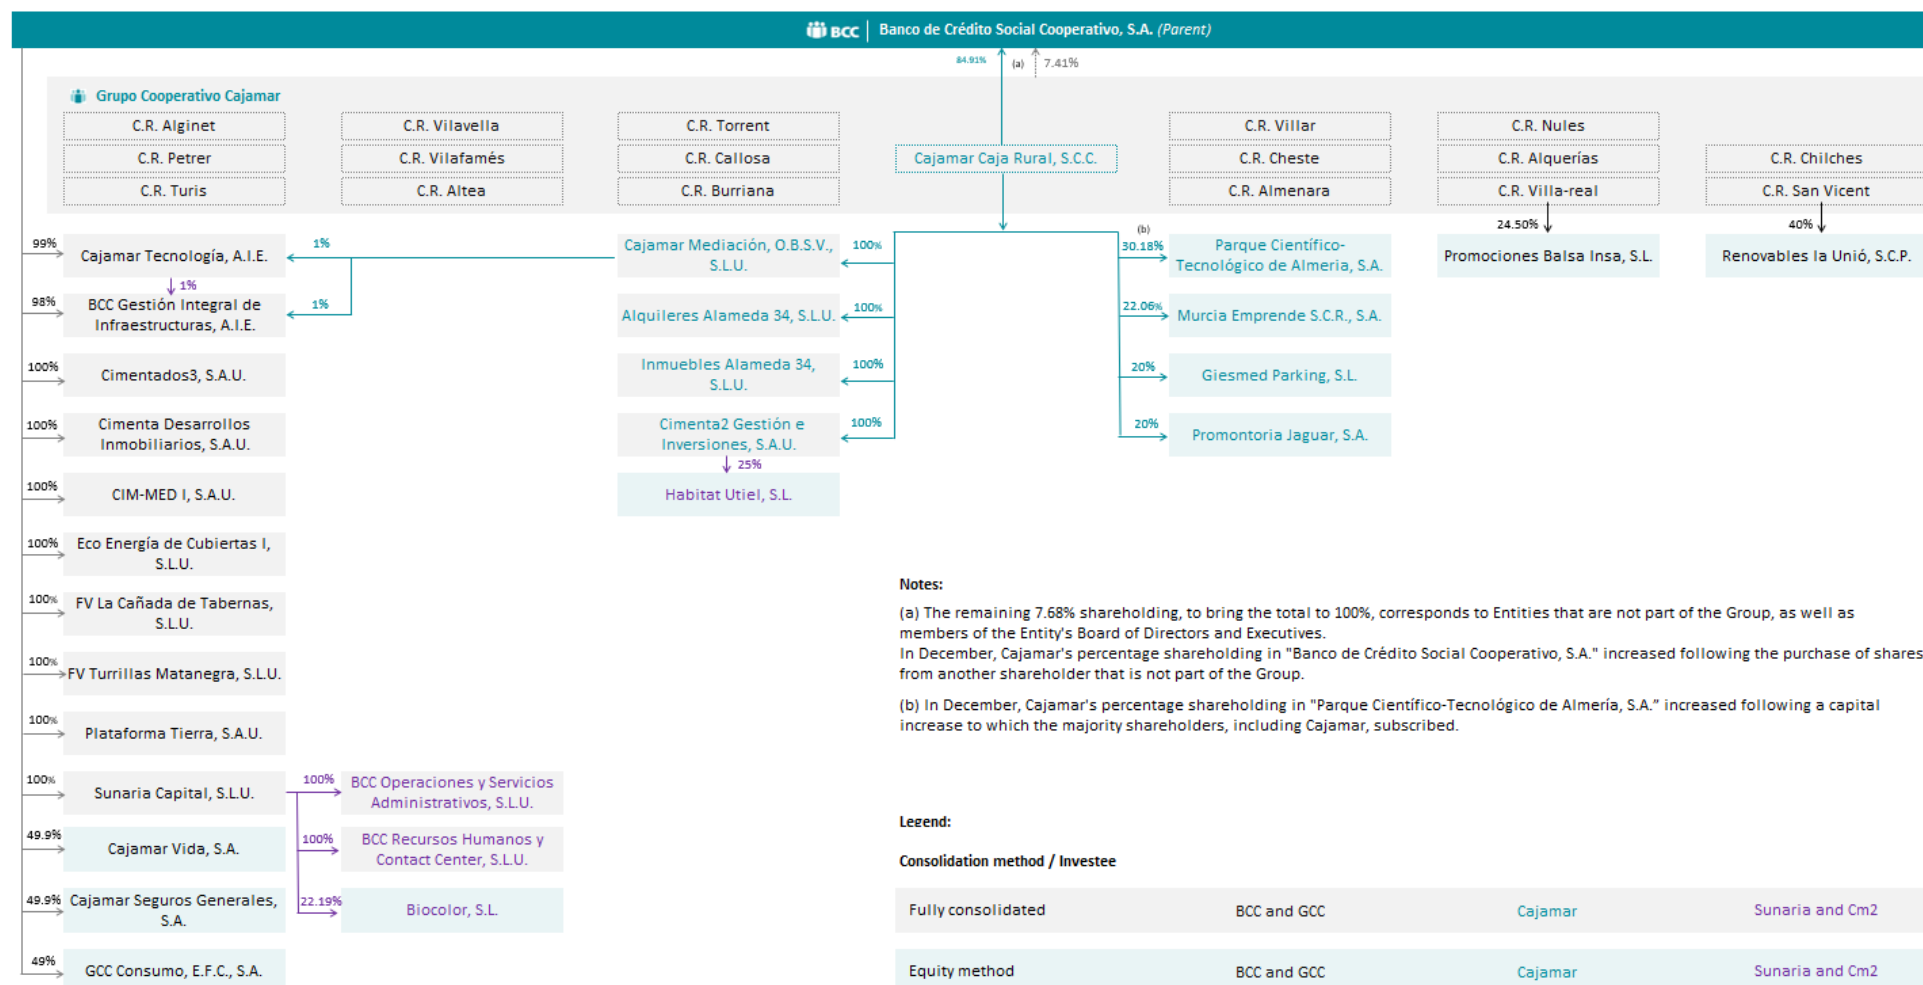 BCC Banco de Crédito Social Cooperativo, S.A. (Parent)
84.91% (a) 7.41%
Grupo Cooperativo Cajamar
C.R. Alginet
C.R. Petrer
C.R. Turis
C.R. Vilavella
C.R. Vilafamés
C.R. Altea
C.R. Torrent
C.R. Callosa
C.R. Burriana
Cajamar Caja Rural, S.C.C.
C.R. Villar
C.R. Cheste
C.R. Almenara
C.R. Nules
C.R. Alquerías
C.R. Villa-real
C.R. Chilches
C.R. San Vicent
99%
Cajamar Tecnología, A.I.E.
1%
1%
98%
BCC Gestión Integral de
Infraestructuras, A.I.E.
1%
100%
Cimentados3, S.A.U.
100%
Cimenta Desarrollos
Inmobiliarios, S.A.U.
100%
CIM-MED I, S.A.U.
100%
Eco Energía de Cubiertas I,
S.L.U.
100%
FV La Cañada de Tabernas,
S.L.U.
100%
FV Turrillas Matanegra, S.L.U.
100%
Plataforma Tierra, S.A.U.
100%
Sunaria Capital, S.L.U.
49.9%
Cajamar Vida, S.A.
49.9%
Cajamar Seguros Generales,
S.A.
49%
GCC Consumo, E.F.C., S.A.
100%
BCC Operaciones y Servicios
Administrativos, S.L.U.
100%
BCC Recursos Humanos y
Contact Center, S.L.U.
22.19%
Biocolor, S.L.
Cajamar Mediación, O.B.S.V.,
S.L.U.
100%
Alquileres Alameda 34, S.L.U.
100%
Inmuebles Alameda 34,
S.L.U.
100%
Cimenta2 Gestión e
Inversiones, S.A.U.
100%
25%
Habitat Utiel, S.L.
(b)
30.18%
Parque Científico-
Tecnológico de Almeria, S.A.
22.06%
Murcia Emprende S.C.R., S.A.
20%
Giesmed Parking, S.L.
20%
Promontoria Jaguar, S.A.
24.50%
Promociones Balsa Insa, S.L.
40%
Renovables la Unió, S.C.P.
Notes:
(a) The remaining 7.68% shareholding, to bring the total to 100%, corresponds to Entities that are not part of the Group, as well as
members of the Entity's Board of Directors and Executives.
In December, Cajamar's percentage shareholding in "Banco de Crédito Social Cooperativo, S.A." increased following the purchase of shares
from another shareholder that is not part of the Group.
(b) In December, Cajamar's percentage shareholding in "Parque Científico-Tecnológico de Almería, S.A.” increased following a capital
increase to which the majority shareholders, including Cajamar, subscribed.
Legend:
Consolidation method / Investee
Fully consolidated BCC and GCC Cajamar Sunaria and Cm2
Equity method BCC and GCC Cajamar Sunaria and Cm2